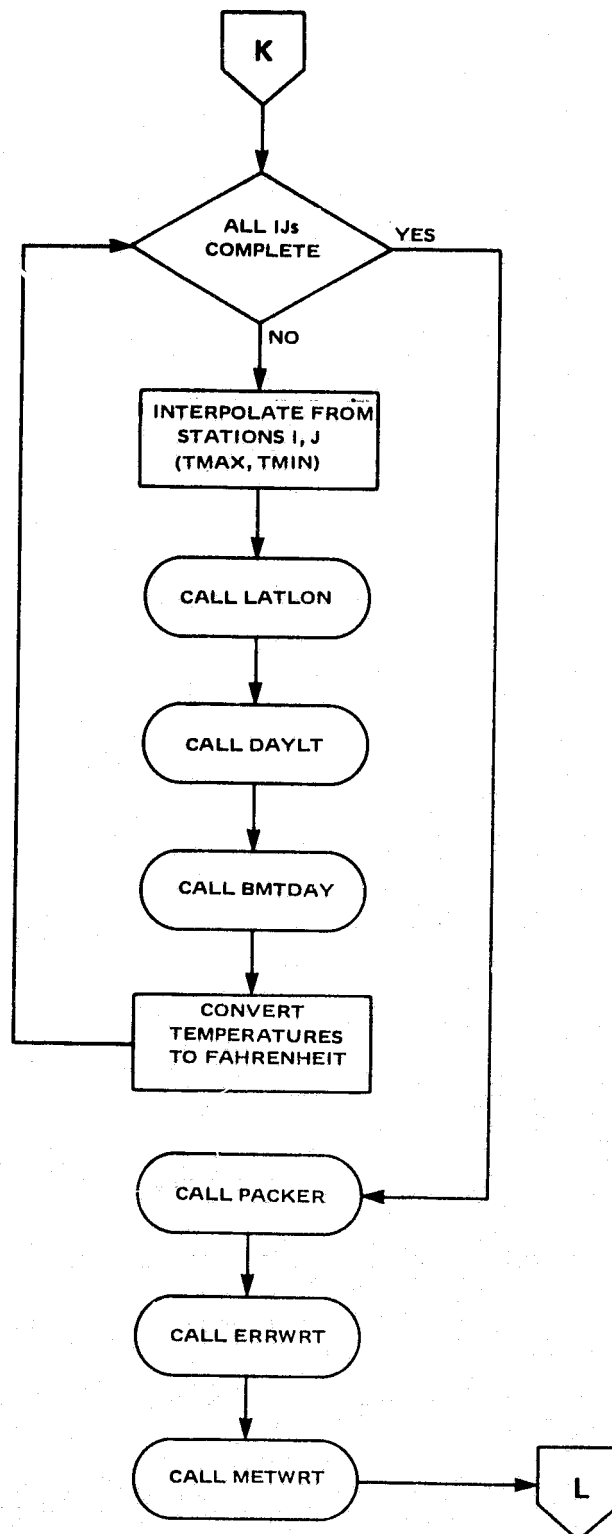 K
ALL IJs
COMPLETE
YES
NO
INTERPOLATE FROM
STATIONS I, J
(TMAX, TMIN)
CALL LATLON
CALL DAYLT
CALL BMTDAY
CONVERT
TEMPERATURES
TO FAHRENHEIT
CALL PACKER
CALL ERRWRT
CALL METWRT
L